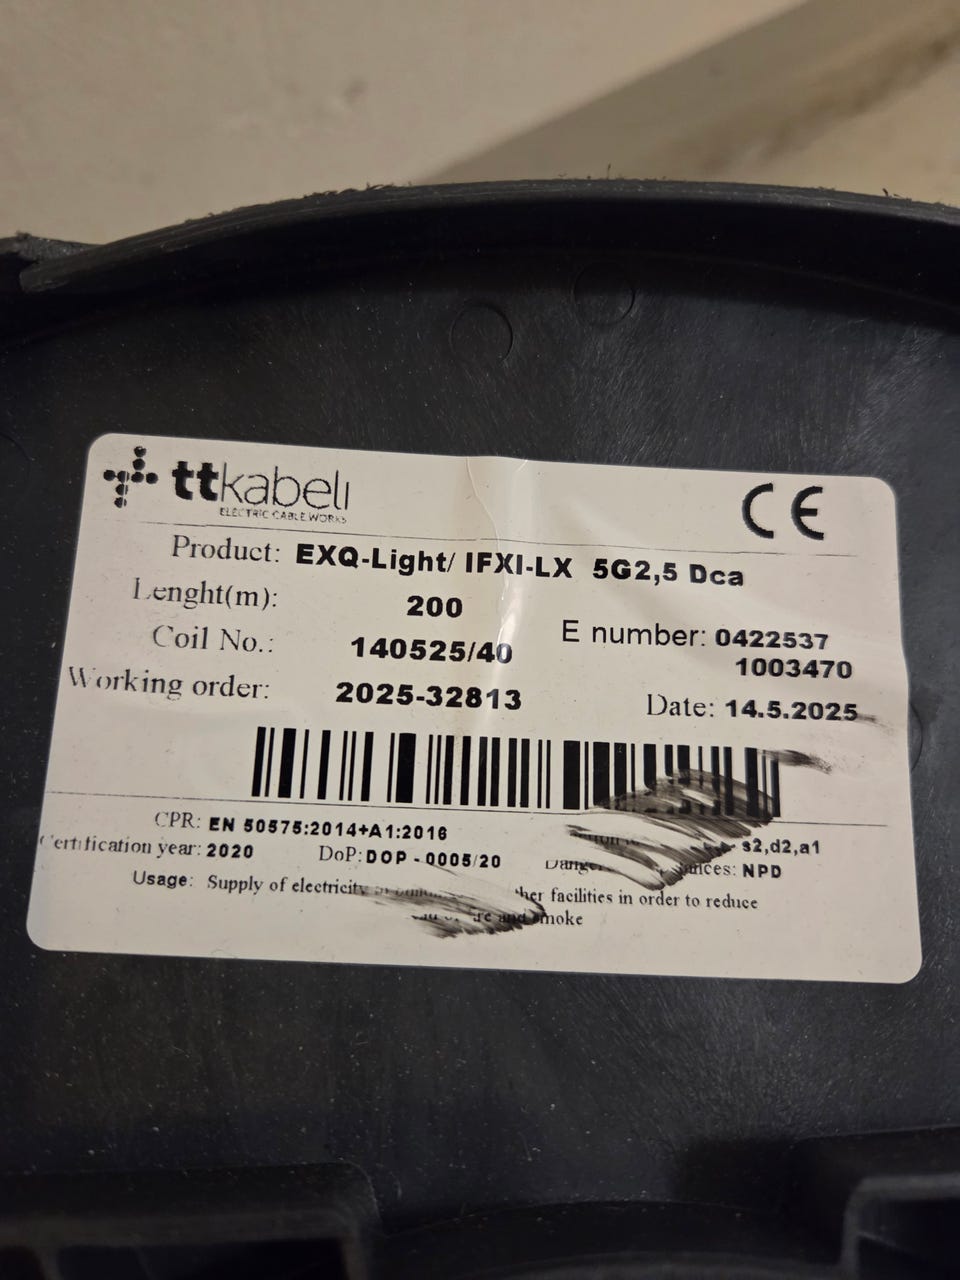 ttkabeli
ELECTRIC CABLE WORKS
CE
Product: EXQ-Light/ IFXI-LX 5G2,5 Dca
Lenght(m): 200
E number: 0422537
Coil No.: 140525/40
1003470
Working order: 2025-32813
Date: 14.5.2025
CPR: EN 50575:2014+A1:2016
s2,d2,a1
Certification year: 2020 DoP: DOP - 0005/20
NPD
Usage: Supply of electricity
facilities in order to reduce
and smoke